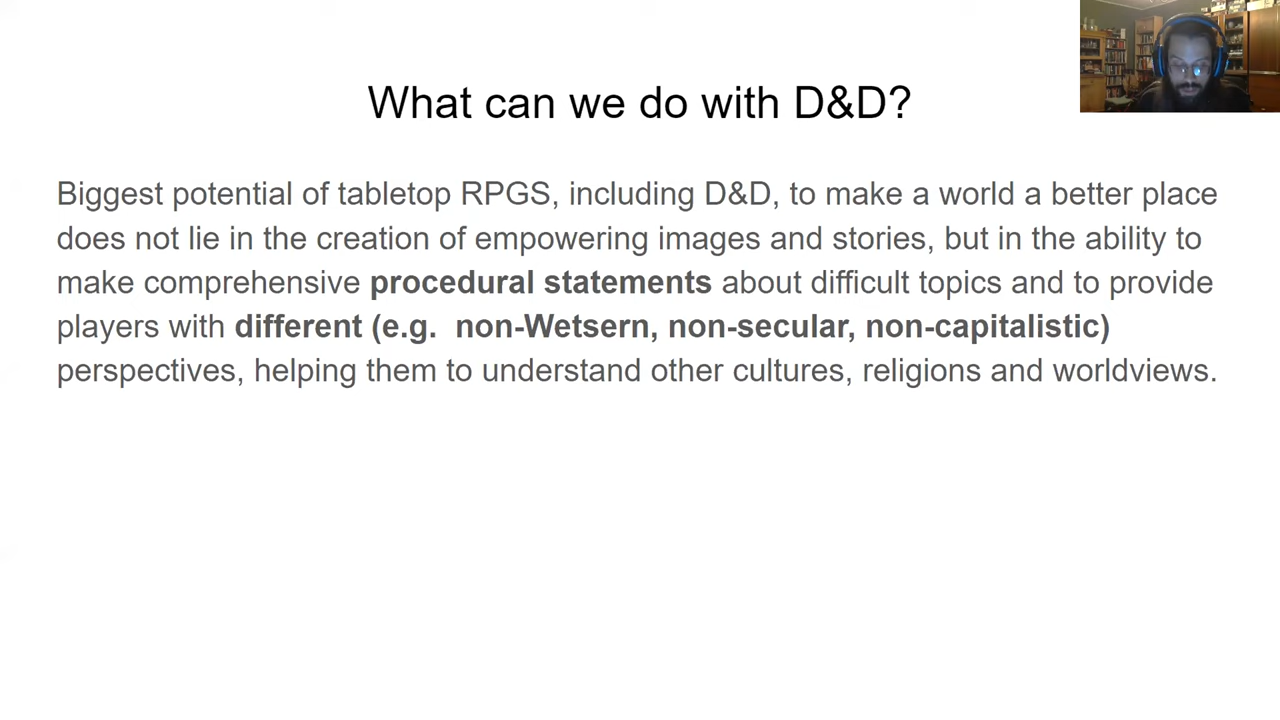 What can we do with D&D?
Biggest potential of tabletop RPGS, including D&D, to make a world a better place
does not lie in the creation of empowering images and stories, but in the ability to
make comprehensive procedural statements about difficult topics and to provide
players with different (e.g.  non-Wetsern, non-secular, non-capitalistic)
perspectives, helping them to understand other cultures, religions and worldviews.